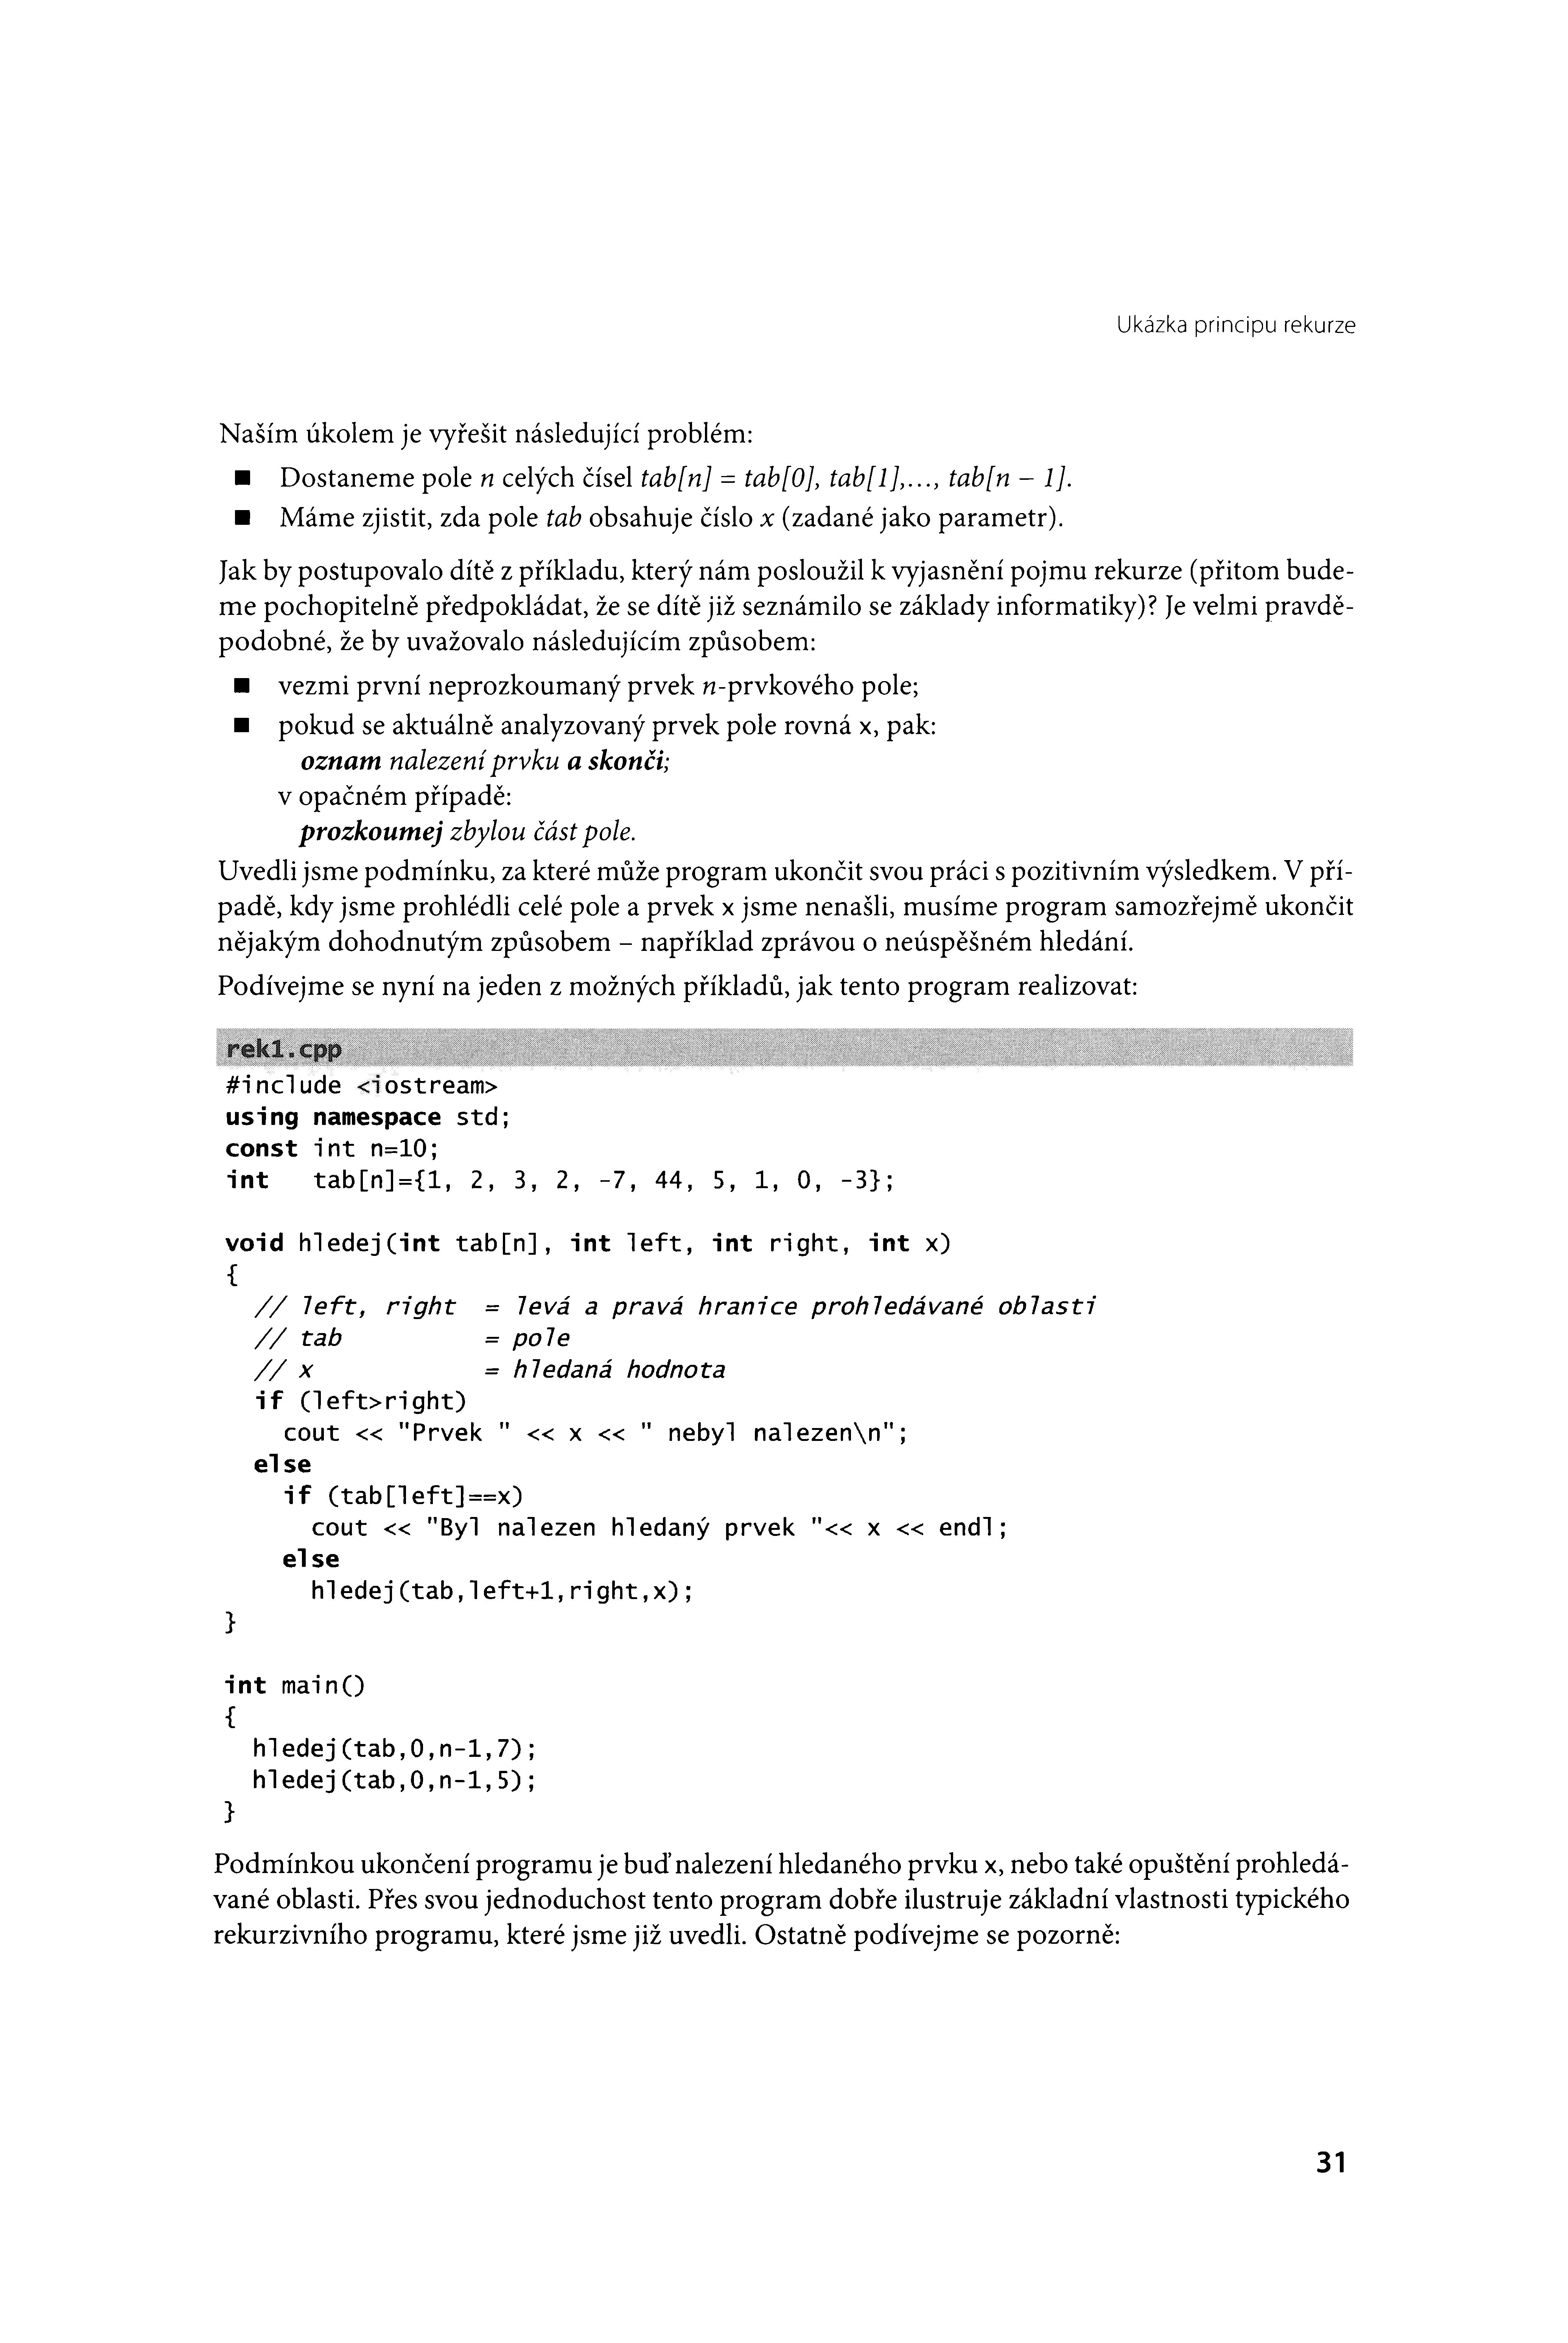 Ukázka principu rekurze
Naším úkolem je vyřešit následující problém:
■ Dostaneme pole n celých čísel tab[n] = tab[0], tab[1],..., tab[n – 1].
■ Máme zjistit, zda pole tab obsahuje číslo x (zadané jako parametr).
Jak by postupovalo dítě z příkladu, který nám posloužil k vyjasnění pojmu rekurze (přitom bude-
me pochopitelně předpokládat, že se dítě již seznámilo se základy informatiky)? Je velmi pravdě-
podobné, že by uvažovalo následujícím způsobem:
■ vezmi první neprozkoumaný prvek n-prvkového pole;
■ pokud se aktuálně analyzovaný prvek pole rovná x, pak:
oznam nalezení prvku a skonči;
v opačném případě:
prozkoumej zbylou část pole.
Uvedli jsme podmínku, za které může program ukončit svou práci s pozitivním výsledkem. V pří-
padě, kdy jsme prohlédli celé pole a prvek x jsme nenašli, musíme program samozřejmě ukončit
nějakým dohodnutým způsobem – například zprávou o neúspěšném hledání.
Podívejme se nyní na jeden z možných příkladů, jak tento program realizovat:
rek1.cpp
#include <iostream>
using namespace std;
const int n=10;
int   tab[n]={1, 2, 3, 2, -7, 44, 5, 1, 0, -3};
void hledej(int tab[n], int left, int right, int x)
{
  // left, right  = levá a pravá hranice prohledávané oblasti
  // tab          = pole
  // x            = hledaná hodnota
  if (left>right)
    cout << "Prvek " << x << " nebyl nalezen\n";
  else
    if (tab[left]==x)
      cout << "Byl nalezen hledaný prvek "<< x << endl;
    else
      hledej(tab,left+1,right,x);
}
int main()
{
  hledej(tab,0,n-1,7);
  hledej(tab,0,n-1,5);
}
Podmínkou ukončení programu je buď nalezení hledaného prvku x, nebo také opuštění prohledá-
vané oblasti. Přes svou jednoduchost tento program dobře ilustruje základní vlastnosti typického
rekurzivního programu, které jsme již uvedli. Ostatně podívejme se pozorně:
31